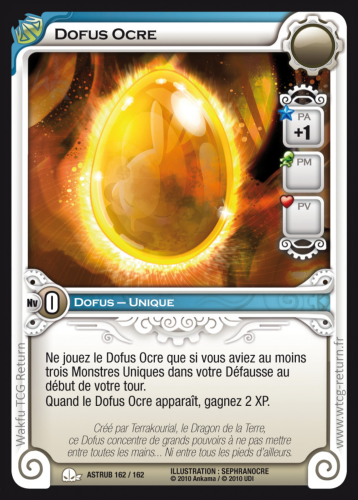 Dofus Ocre
PA
+1
PM
PV
Nv 0 Dofus – Unique
Ne jouez le Dofus Ocre que si vous aviez au moins
trois Monstres Uniques dans votre Défausse au
début de votre tour.
Quand le Dofus Ocre apparaît, gagnez 2 XP.
Créé par Terrakourial, le Dragon de la Terre,
ce Dofus concentre de grands pouvoirs à ne pas mettre
entre toutes les mains... Ni entre tous les pieds d'ailleurs.
ASTRUB 162 / 162
ILLUSTRATION : SEPHRANOCRE
© 2010 Ankama / © 2010 UDI
Wakfu TCG Return
www.wtcg-return.fr